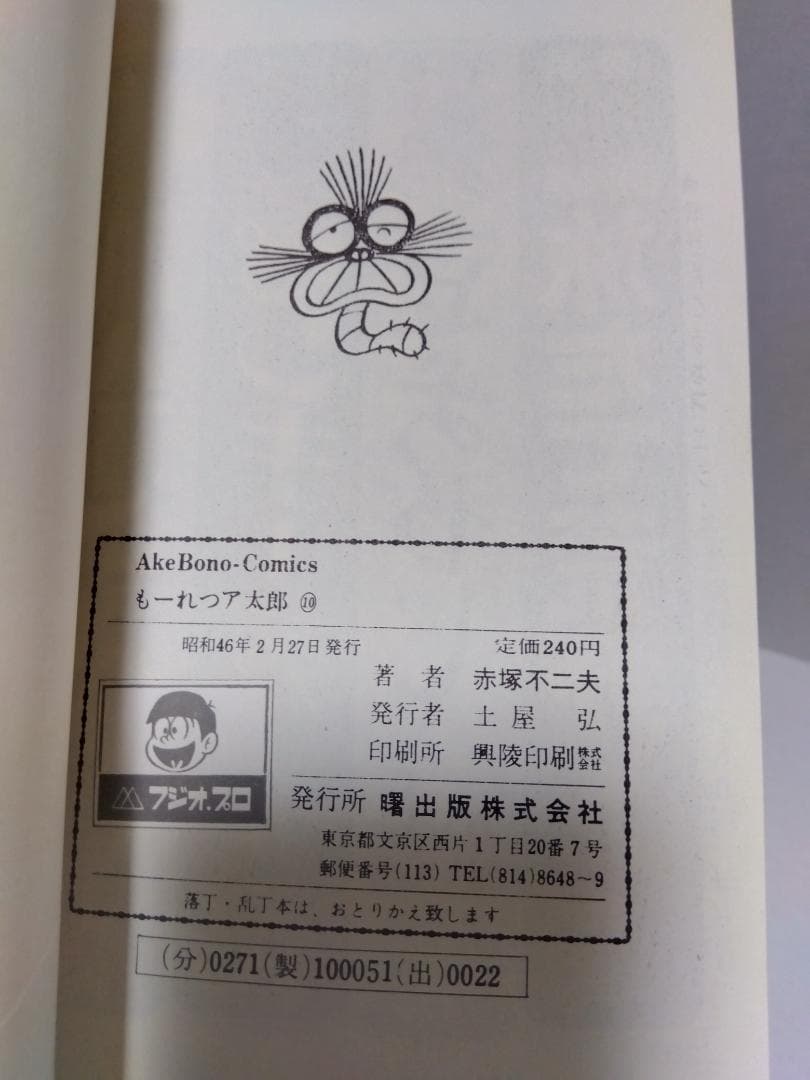 AkeBono-Comics
もーれつア太郎 ⑩
昭和46年2月27日発行 定価240円
著者 赤塚不二夫
発行者 土屋弘
印刷所 興陵印刷株式会社
フジオ・プロ
発行所 曙出版株式会社
東京都文京区西片1丁目20番7号
郵便番号(113) TEL(814)8648〜9
落丁・乱丁本は、おとりかえ致します
(分)0271(製)100051(出)0022